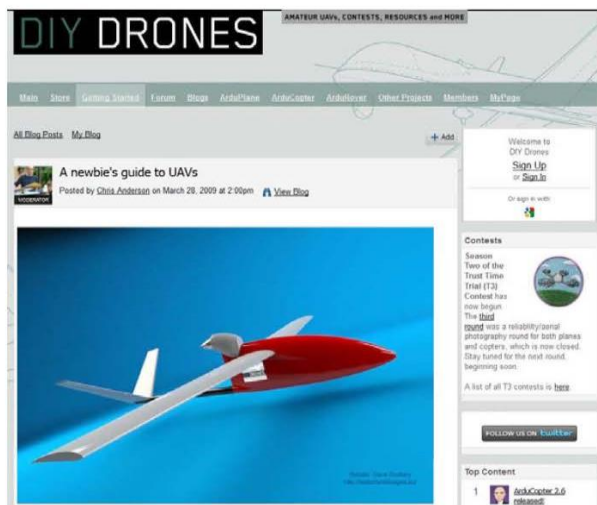 DIY DRONES
AMATEUR UAVs, CONTESTS, RESOURCES and MORE
Main Store Getting Started Forum Blogs ArduPlane ArduCopter ArduRover Other Projects Members MyPage
All Blog Posts My Blog
+ Add
A newbie's guide to UAVs
Posted by Chris Anderson on March 28, 2009 at 2:00pm View Blog
MODERATOR
Welcome to
DIY Drones
Sign Up
or Sign In
Or sign in with:
Contests
Season
Two of the
Trust Time
Trial (T3)
Contest has
now begun.
The third
round was a reliability/aerial
photography round for both planes
and copters, which is now closed.
Stay tuned for the next round,
beginning soon.
A list of all T3 contests is here.
FOLLOW US ON twitter
Top Content
1 ArduCopter 2.6
released!